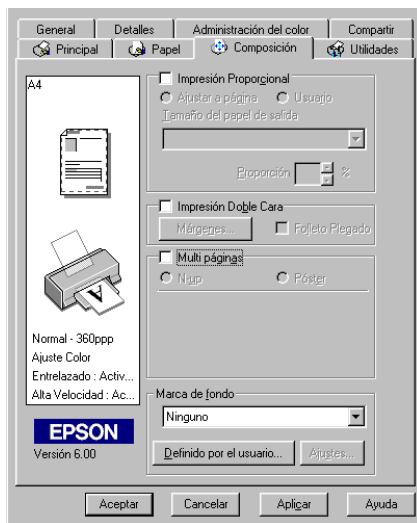 General Detalles Administración del color Compartir
Principal Papel Composición Utilidades
A4
Normal - 360ppp
Ajuste Color
Entrelazado : Activ...
Alta Velocidad : Ac...
EPSON
Versión 6.00
Impresión Proporcional
Ajustar a página Usuario
Tamaño del papel de salida
Proporción %
Impresión Doble Cara
Márgenes... Folleto Plegado
Multi páginas
N-up Póster
Marca de fondo
Ninguno
Definido por el usuario... Ajustes...
Aceptar Cancelar Aplicar Ayuda